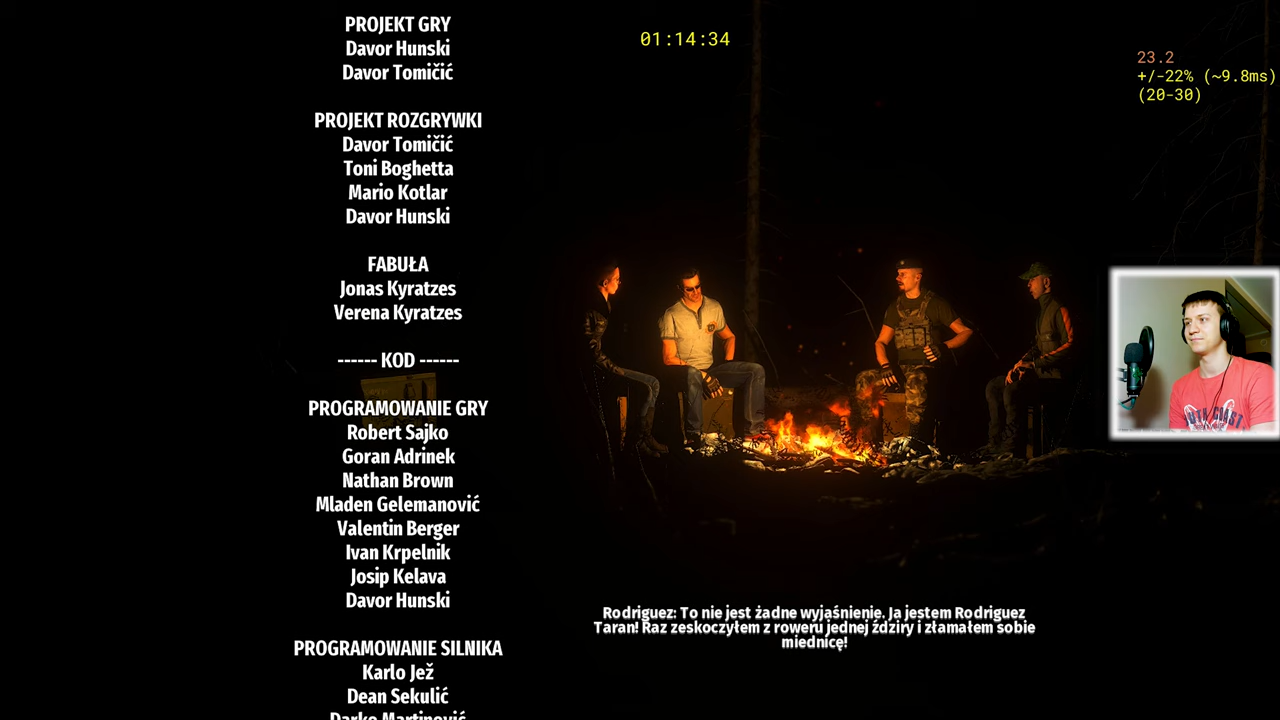 PROJEKT GRY
Davor Hunski
Davor Tomičić
PROJEKT ROZGRYWKI
Davor Tomičić
Toni Boghetta
Mario Kotlar
Davor Hunski
FABUŁA
Jonas Kyratzes
Verena Kyratzes
------ KOD ------
PROGRAMOWANIE GRY
Robert Sajko
Goran Adrinek
Nathan Brown
Mladen Gelemanović
Valentin Berger
Ivan Krpelnik
Josip Kelava
Davor Hunski
PROGRAMOWANIE SILNIKA
Karlo Jež
Dean Sekulić
Darko Martinović
01:14:34
23.2
+/-22% (~9.8ms)
(20-30)
COAST
Rodriguez: To nie jest żadne wyjaśnienie. Ja jestem Rodriguez
Taran! Raz zeskoczyłem z roweru jednej ździry i złamałem sobie
miednicę!